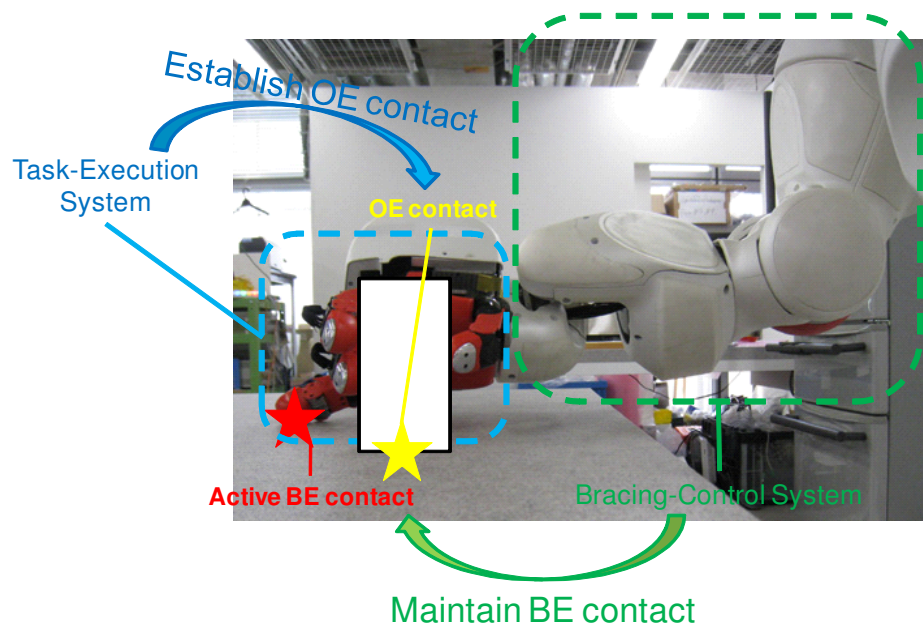 Establish OE contact
Task-Execution
System
OE contact
Active BE contact
Bracing-Control System
Maintain BE contact